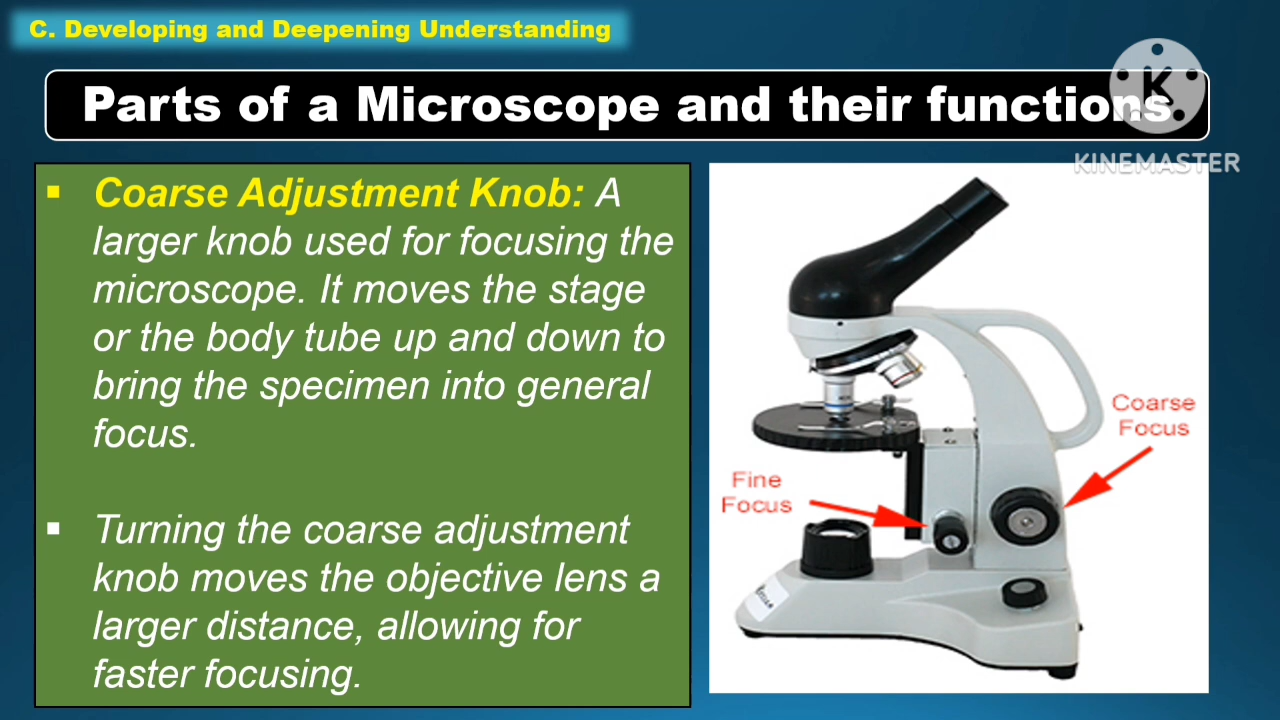 C. Developing and Deepening Understanding
Parts of a Microscope and their functions
K
KINEMASTER
▪ Coarse Adjustment Knob: A
larger knob used for focusing the
microscope. It moves the stage
or the body tube up and down to
bring the specimen into general
focus.
▪ Turning the coarse adjustment
knob moves the objective lens a
larger distance, allowing for
faster focusing.
Coarse
Focus
Fine
Focus